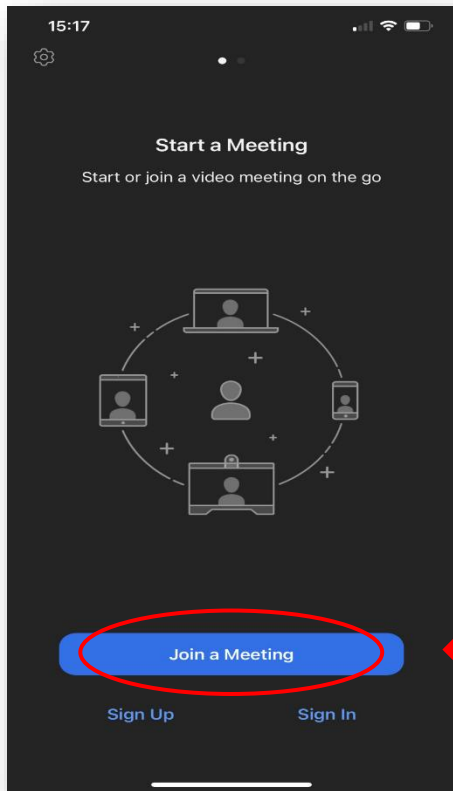 15:17
Start a Meeting
Start or join a video meeting on the go
Join a Meeting
Sign Up
Sign In